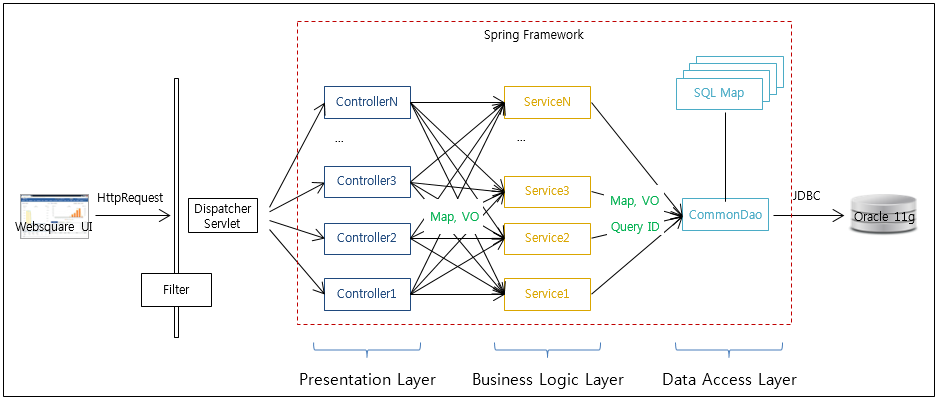 Spring Framework
ControllerN
ServiceN
SQL Map
...
...
Controller3
Service3
HttpRequest
Map, VO
JDBC
Dispatcher
Servlet
Map, VO
CommonDao
Oracle 11g
Websquare UI
Query ID
Controller2
Service2
Filter
Controller1
Service1
Presentation Layer
Business Logic Layer
Data Access Layer